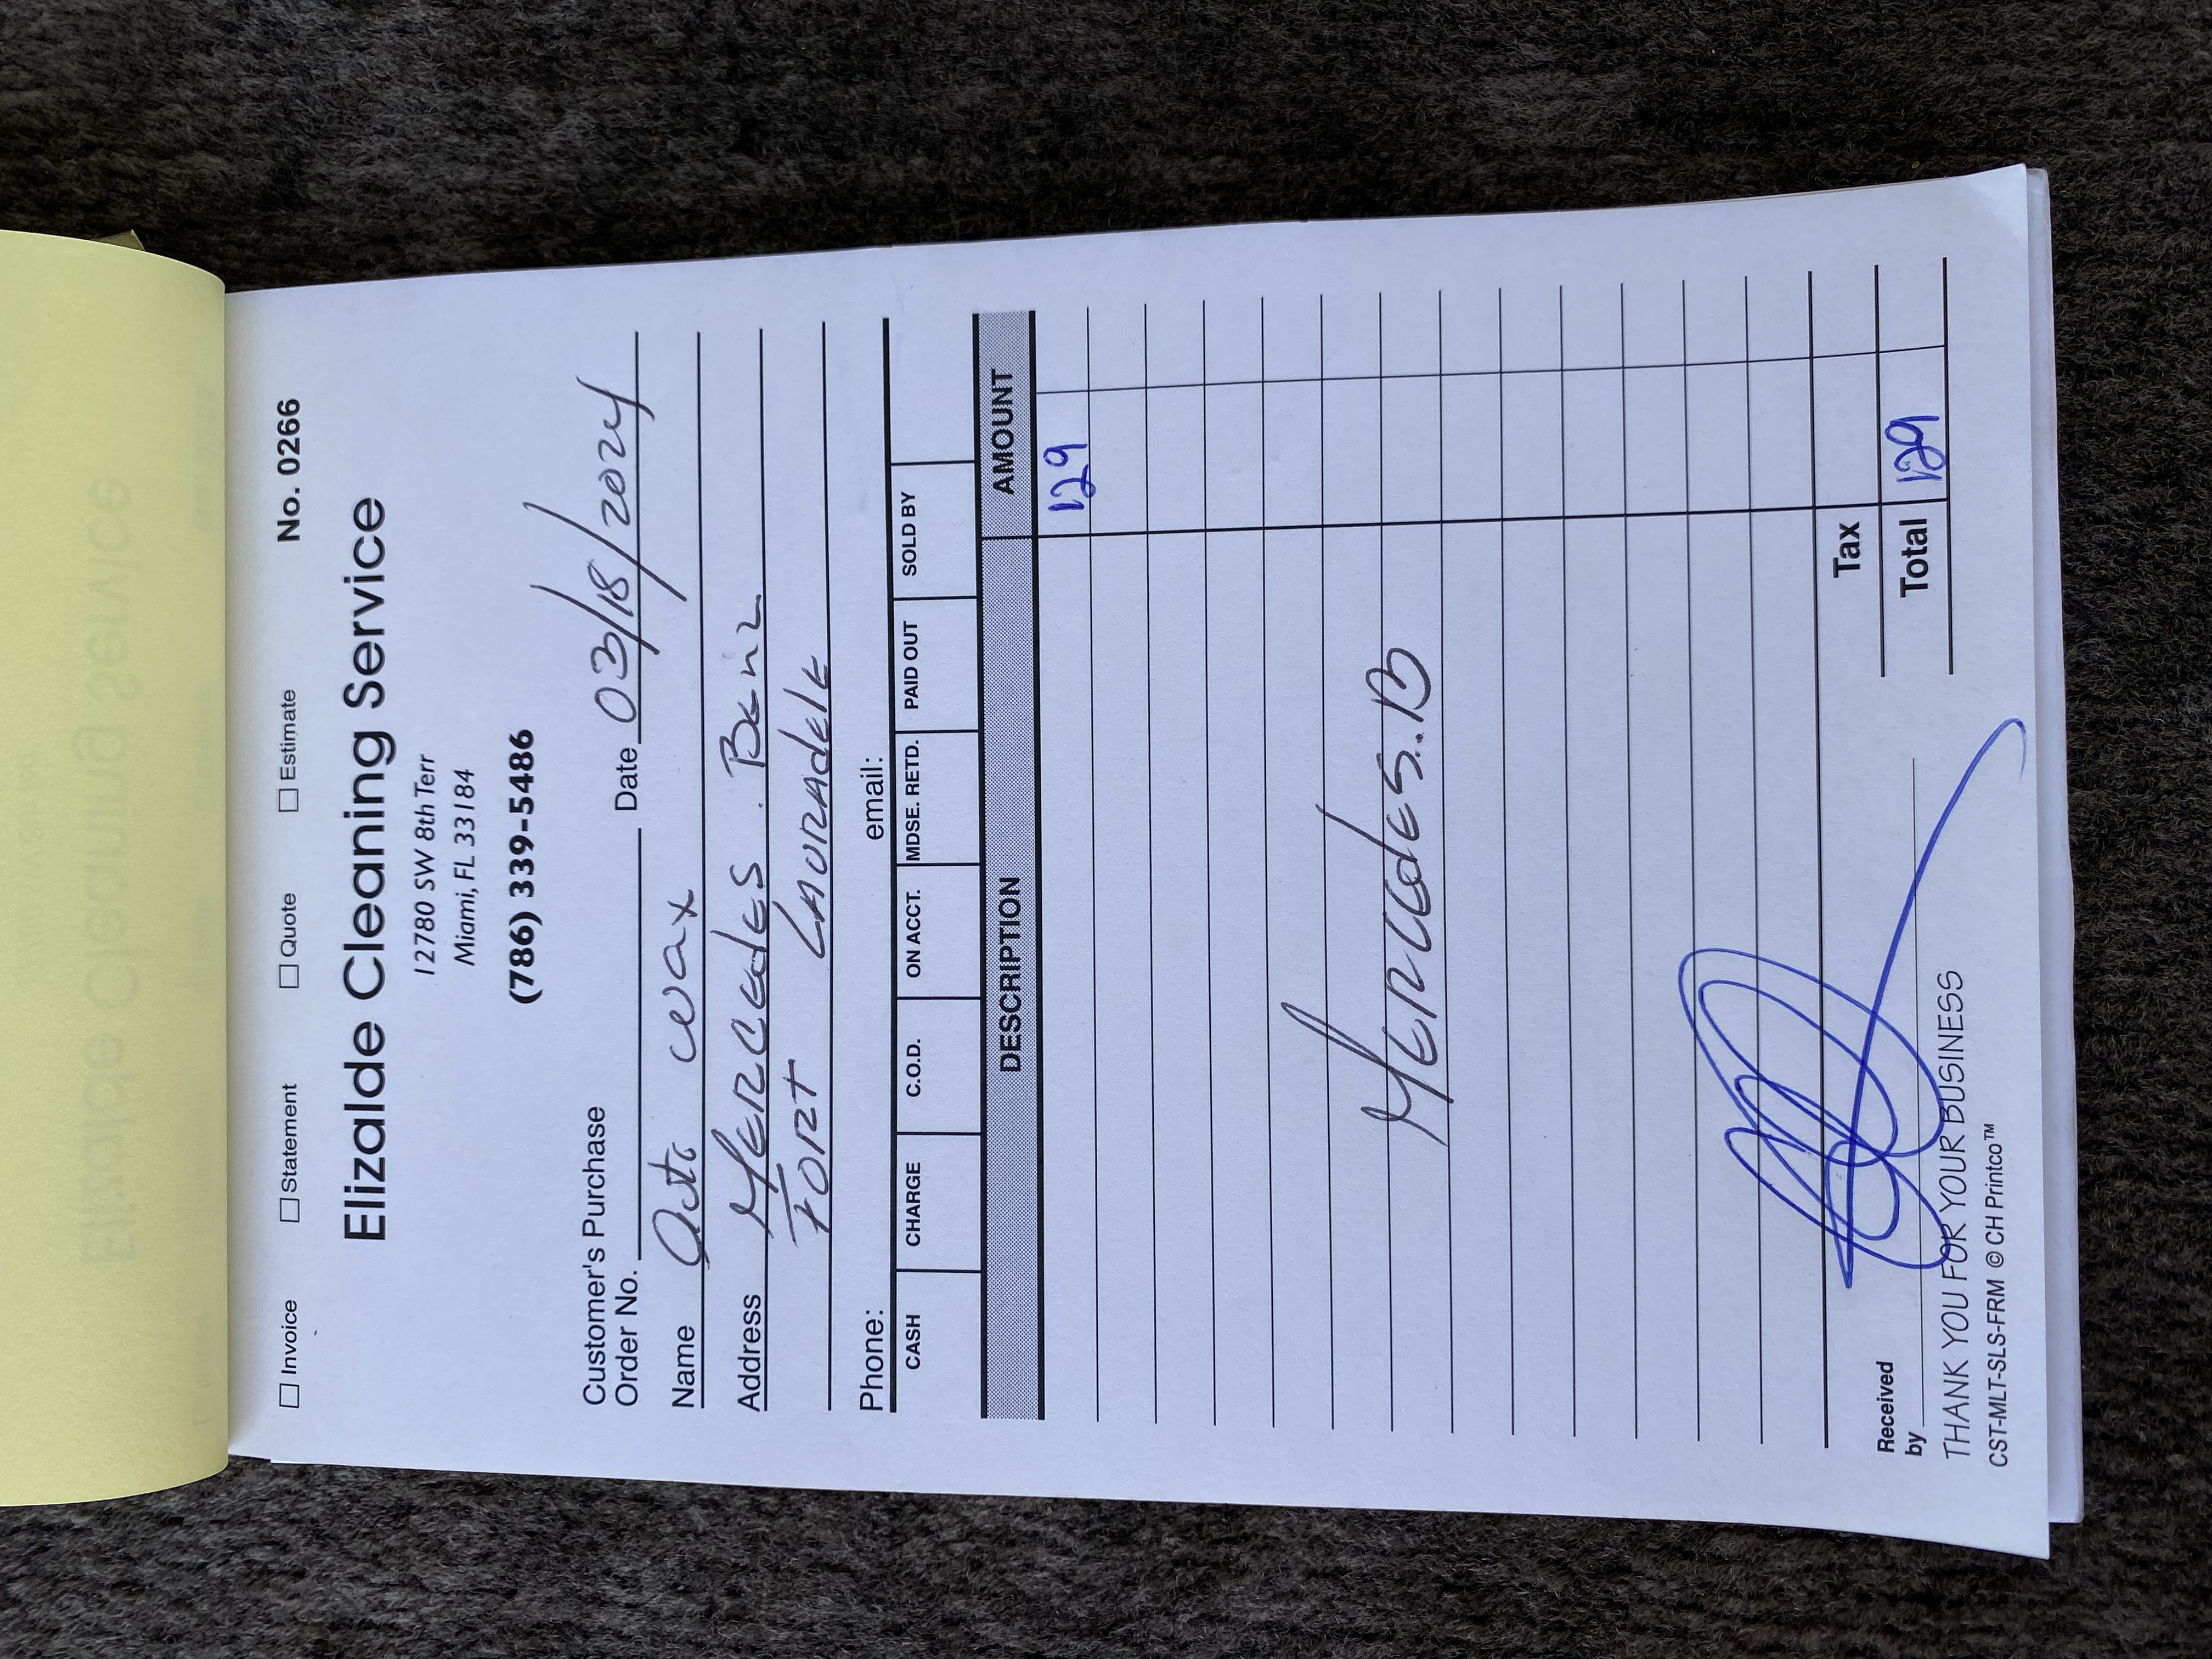 ☐ Invoice ☐ Statement ☐ Quote ☐ Estimate No. 0266
Elizalde Cleaning Service
12780 SW 8th Terr
Miami, FL 33184
(786) 339-5486
Customer's Purchase
Order No. Date 03/18/2024
Name Auto wax
Address MERCEdES. BENZ
FORT LAURAdElE
Phone: email:
CASH CHARGE C.O.D. ON ACCT. MDSE. RETD. PAID OUT SOLD BY
DESCRIPTION AMOUNT
129
MERCEdES.B
Tax
Received
by Total 129
THANK YOU FOR YOUR BUSINESS
CST-MLT-SLS-FRM © CH Printco™